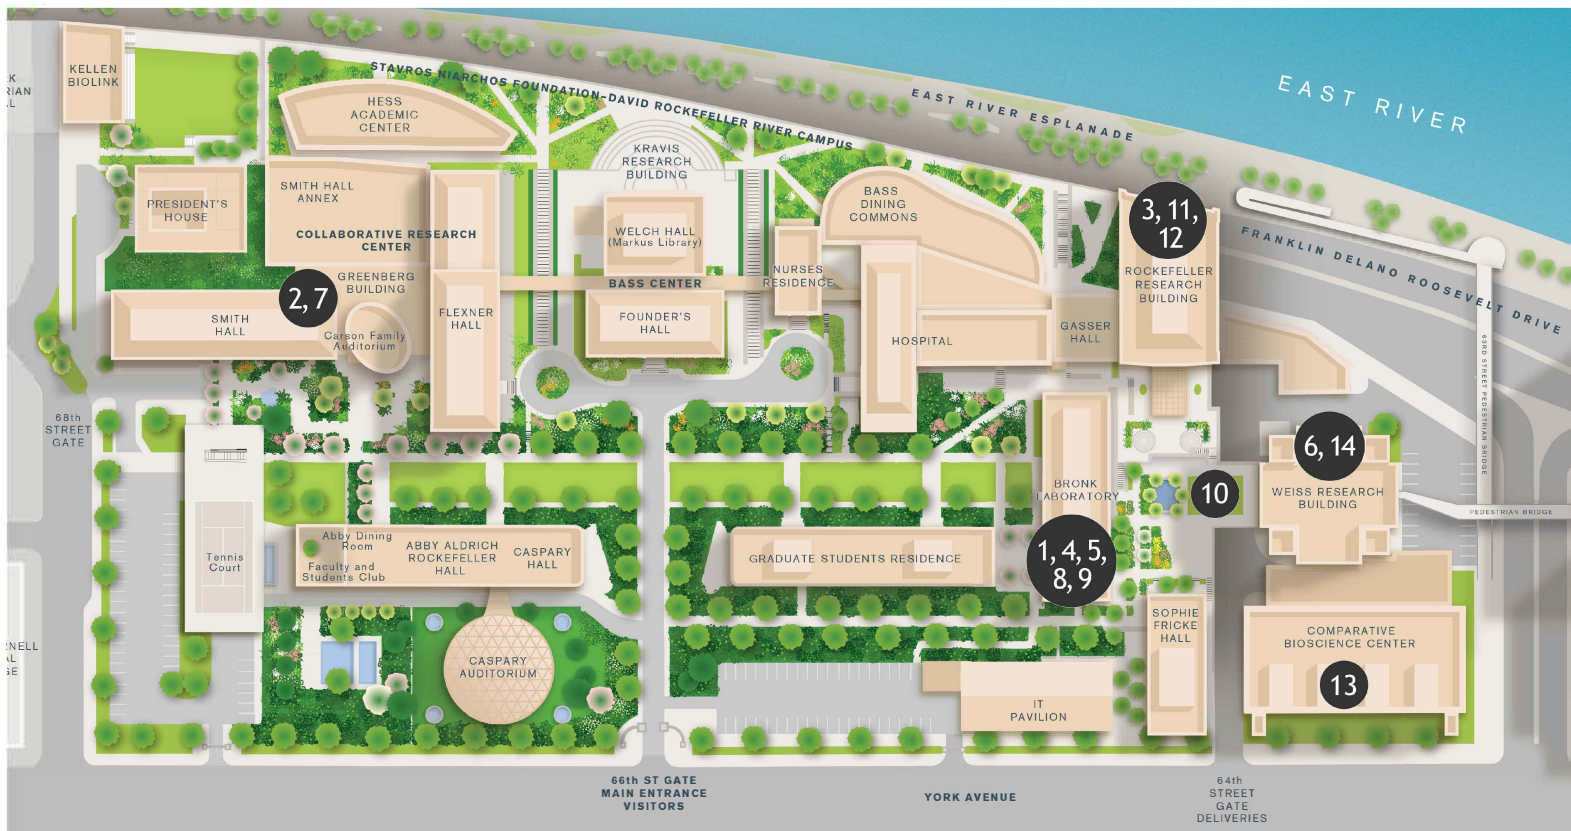 KELLEN
BIOLINK
RK
RIAN
AL
HESS
ACADEMIC
CENTER
STAVROS NIARCHOS FOUNDATION–DAVID ROCKEFELLER RIVER CAMPUS
EAST RIVER ESPLANADE
EAST RIVER
KRAVIS
RESEARCH
BUILDING
PRESIDENT'S
HOUSE
SMITH HALL
ANNEX
COLLABORATIVE RESEARCH
CENTER
WELCH HALL
(Markus Library)
BASS
DINING
COMMONS
3, 11,
12
ROCKEFELLER
RESEARCH
BUILDING
FRANKLIN DELANO ROOSEVELT DRIVE
2, 7
GREENBERG
BUILDING
SMITH
HALL
Carson Family
Auditorium
FLEXNER
HALL
BASS CENTER
FOUNDER'S
HALL
NURSES
RESIDENCE
HOSPITAL
GASSER
HALL
63RD STREET PEDESTRIAN BRIDGE
68th
STREET
GATE
6, 14
WEISS RESEARCH
BUILDING
10
PEDESTRIAN BRIDGE
BRONK
LABORATORY
1, 4, 5,
8, 9
Tennis
Court
Abby Dining
Room
Faculty and
Students Club
ABBY ALDRICH
ROCKEFELLER
HALL
CASPARY
HALL
GRADUATE STUDENTS RESIDENCE
SOPHIE
FRICKE
HALL
COMPARATIVE
BIOSCIENCE CENTER
13
RNELL
AL
GE
CASPARY
AUDITORIUM
IT
PAVILION
66th ST GATE
MAIN ENTRANCE
VISITORS
YORK AVENUE
64th
STREET
GATE
DELIVERIES